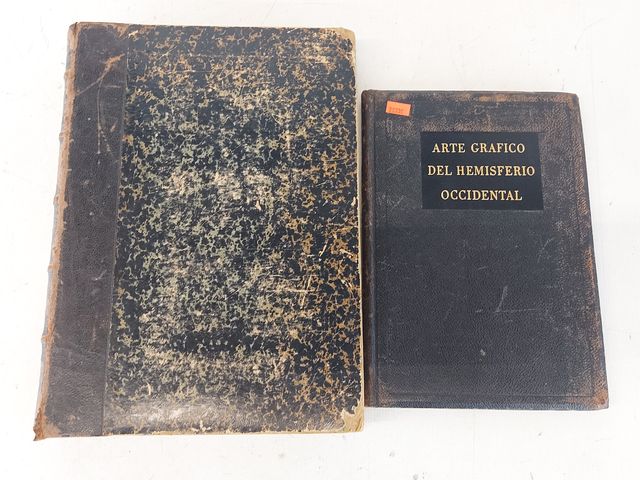 ARTE GRAFICO
DEL HEMISFERIO
OCCIDENTAL